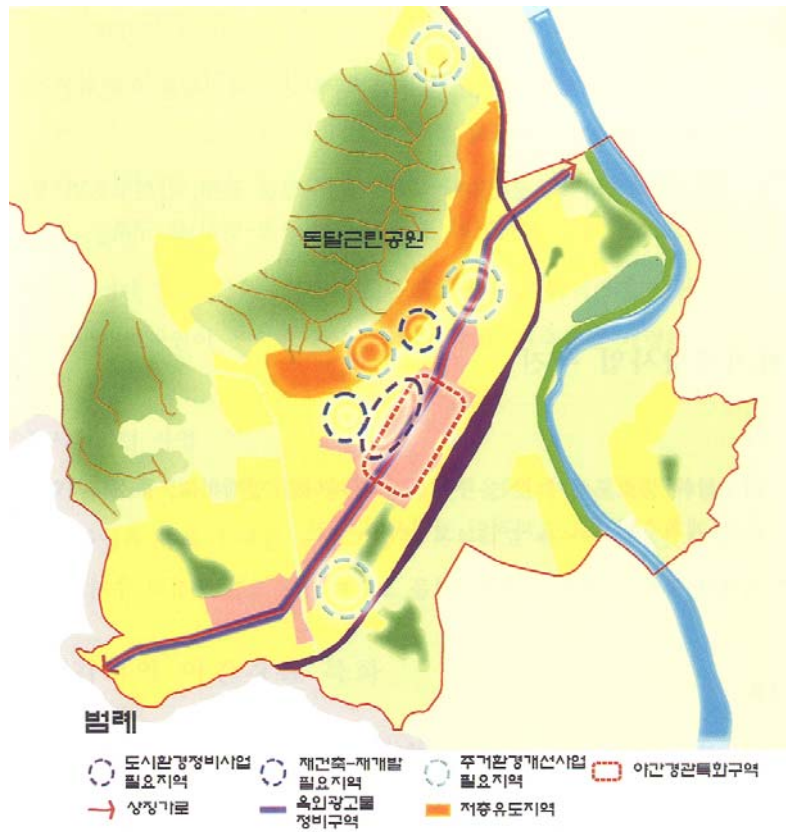 돈달근린공원
범례
도시환경정비사업
필요지역
재건축-재개발
필요지역
주거환경개선사업
필요지역
야간경관특화구역
상징가로
옥외광고물
정비구역
저층유도지역